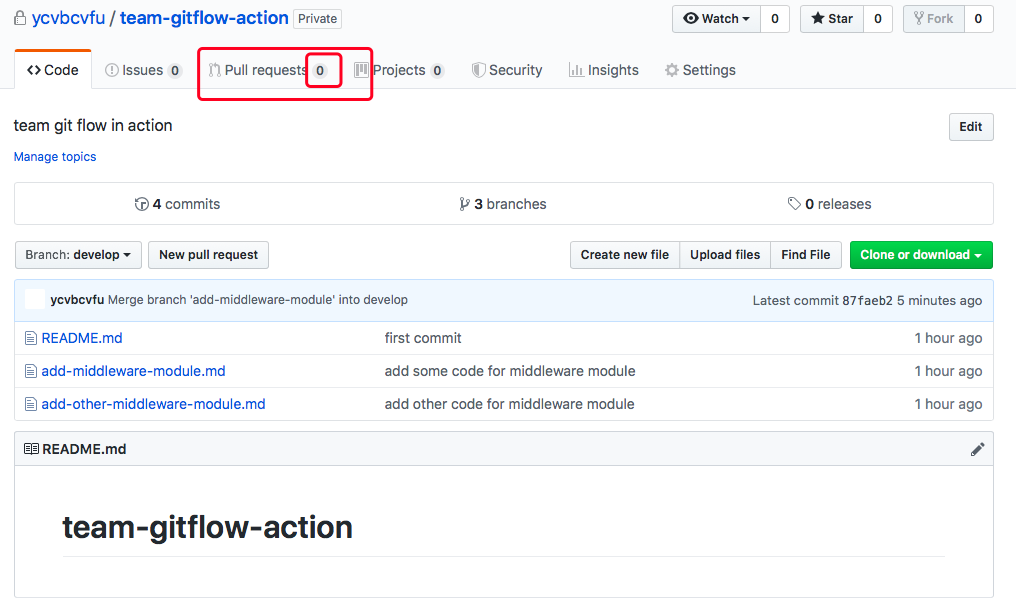 ycvbcvfu / team-gitflow-action Private Watch 0 Star 0 Fork 0
Code Issues 0 Pull requests 0 Projects 0 Security Insights Settings
team git flow in action Edit
Manage topics
4 commits 3 branches 0 releases
Branch: develop New pull request Create new file Upload files Find File Clone or download
ycvbcvfu Merge branch 'add-middleware-module' into develop Latest commit 87faeb2 5 minutes ago
README.md first commit 1 hour ago
add-middleware-module.md add some code for middleware module 1 hour ago
add-other-middleware-module.md add other code for middleware module 1 hour ago
README.md
team-gitflow-action